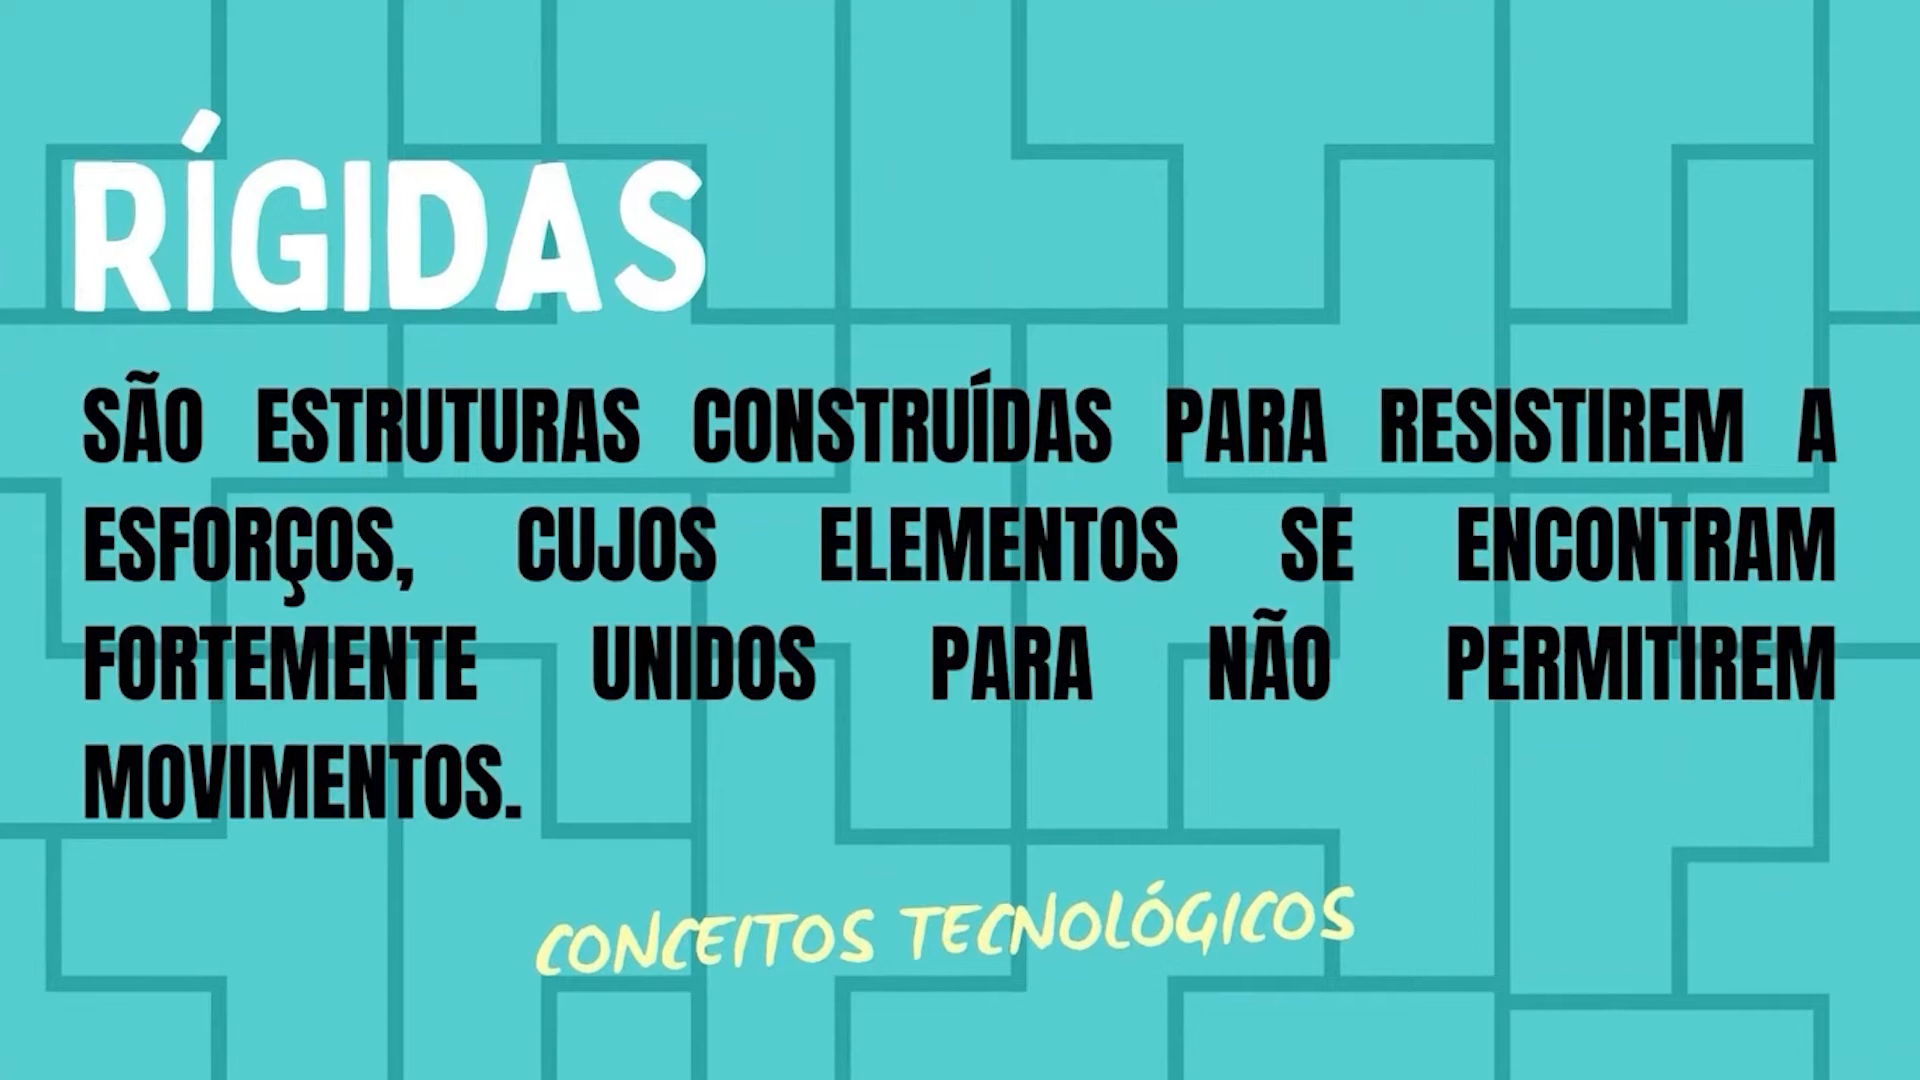 RÍGIDAS
SÃO ESTRUTURAS CONSTRUÍDAS PARA RESISTIREM A
ESFORÇOS, CUJOS ELEMENTOS SE ENCONTRAM
FORTEMENTE UNIDOS PARA NÃO PERMITIREM
MOVIMENTOS.
CONCEITOS TECNOLÓGICOS